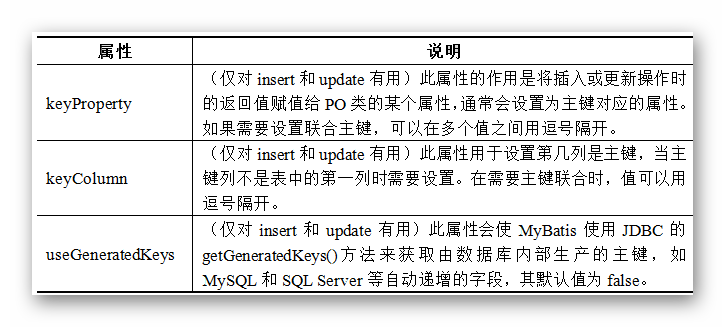 属性 说明
keyProperty
（仅对 insert 和 update 有用）此属性的作用是将插入或更新操作时
的返回值赋值给 PO 类的某个属性，通常会设置为主键对应的属性。
如果需要设置联合主键，可以在多个值之间用逗号隔开。
keyColumn
（仅对 insert 和 update 有用）此属性用于设置第几列是主键，当主
键列不是表中的第一列时需要设置。在需要主键联合时，值可以用
逗号隔开。
useGeneratedKeys
（仅对 insert 和 update 有用）此属性会使 MyBatis 使用 JDBC 的
getGeneratedKeys()方法来获取由数据库内部生产的主键，如
MySQL 和 SQL Server 等自动递增的字段，其默认值为 false。